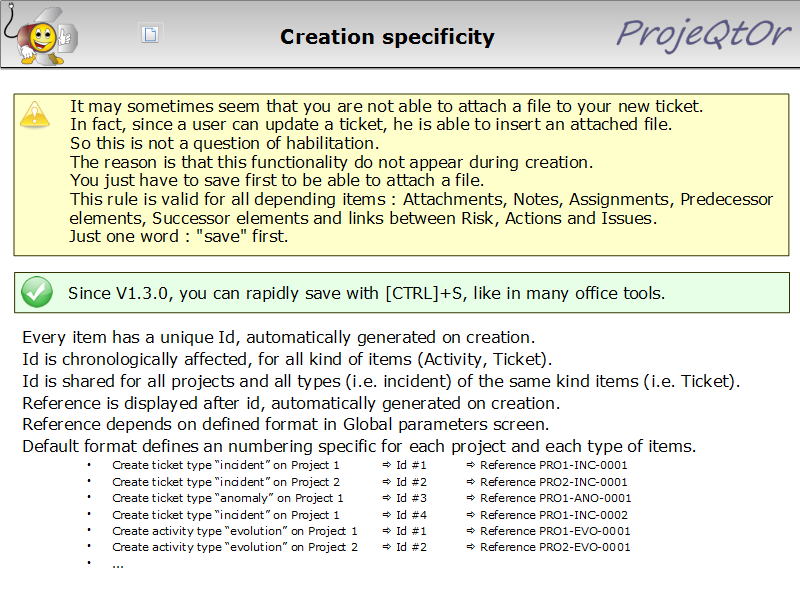 Creation specificity
ProjeQtOr
It may sometimes seem that you are not able to attach a file to your new ticket.
In fact, since a user can update a ticket, he is able to insert an attached file.
So this is not a question of habilitation.
The reason is that this functionality do not appear during creation.
You just have to save first to be able to attach a file.
This rule is valid for all depending items : Attachments, Notes, Assignments, Predecessor
elements, Successor elements and links between Risk, Actions and Issues.
Just one word : "save" first.
Since V1.3.0, you can rapidly save with [CTRL]+S, like in many office tools.
Every item has a unique Id, automatically generated on creation.
Id is chronologically affected, for all kind of items (Activity, Ticket).
Id is shared for all projects and all types (i.e. incident) of the same kind items (i.e. Ticket).
Reference is displayed after id, automatically generated on creation.
Reference depends on defined format in Global parameters screen.
Default format defines an numbering specific for each project and each type of items.
• Create ticket type “incident” on Project 1 ⇨ Id #1 ⇨ Reference PRO1-INC-0001
• Create ticket type “incident” on Project 2 ⇨ Id #2 ⇨ Reference PRO2-INC-0001
• Create ticket type “anomaly” on Project 1 ⇨ Id #3 ⇨ Reference PRO1-ANO-0001
• Create ticket type “incident” on Project 1 ⇨ Id #4 ⇨ Reference PRO1-INC-0002
• Create activity type “evolution” on Project 1 ⇨ Id #1 ⇨ Reference PRO1-EVO-0001
• Create activity type “evolution” on Project 2 ⇨ Id #2 ⇨ Reference PRO2-EVO-0001
• ...